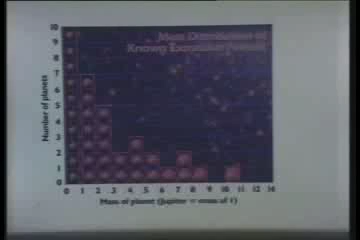 Mass Distribution of
Known Extrasolar Planets
Number of planets
10
9
8
7
6
5
4
3
2
1
0
0 1 2 3 4 5 6 7 8 9 10 11 12 13 14
Mass of planet (Jupiter = mass of 1)